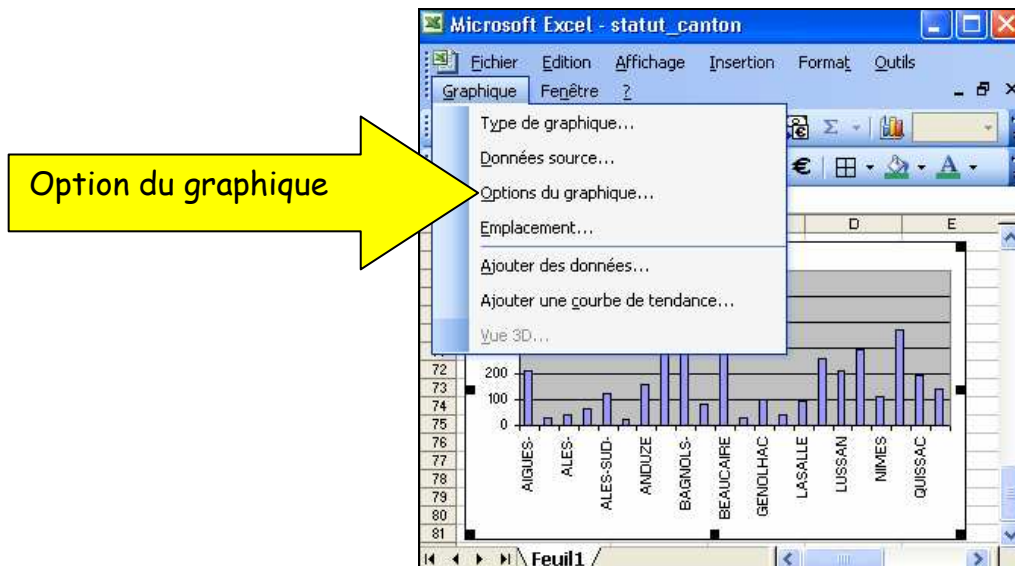 Microsoft Excel - statut_canton
Fichier Edition Affichage Insertion Format Outils
Graphique Fenêtre ?
Type de graphique...
Données source...
Option du graphique
Options du graphique...
Emplacement...
Ajouter des données...
Ajouter une courbe de tendance...
Vue 3D...
D E
72
73
74
75
76
77
78
79
80
81
200
100
0
AIGUES-
ALES-
ALES-SUD-
ANDUZE
BAGNOLS-
BEAUCAIRE
GENOLHAC
LASALLE
LUSSAN
NIMES
QUISSAC
Feuil1